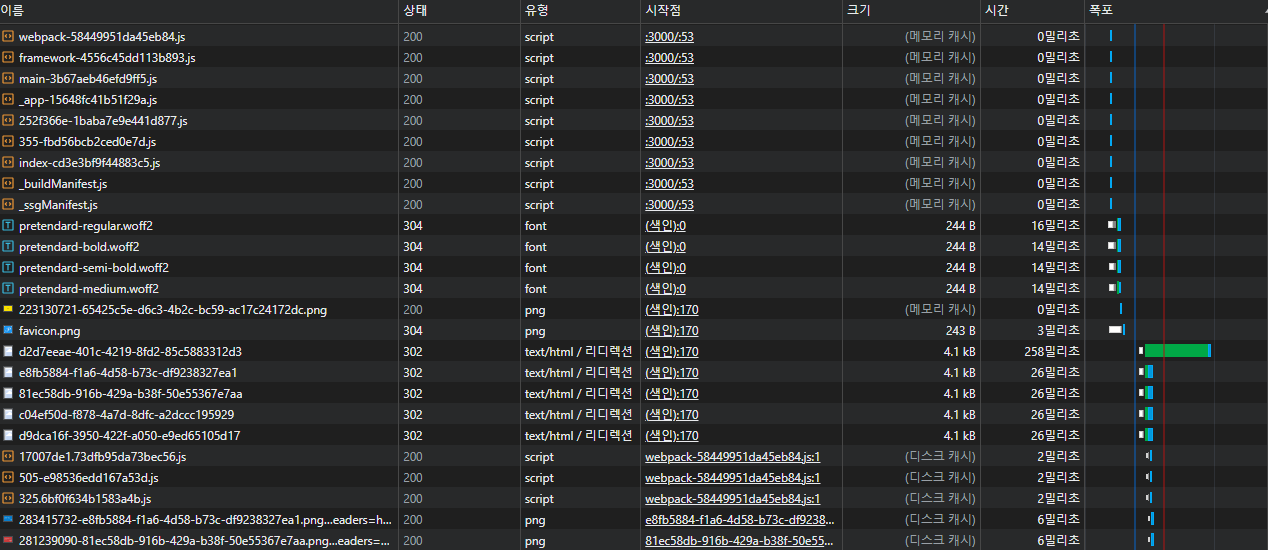 이름 상태 유형 시작점 크기 시간 폭포
webpack-58449951da45eb84.js 200 script :3000/:53 (메모리 캐시) 0밀리초
framework-4556c45dd113b893.js 200 script :3000/:53 (메모리 캐시) 0밀리초
main-3b67aeb46efd9ff5.js 200 script :3000/:53 (메모리 캐시) 0밀리초
_app-15648fc41b51f29a.js 200 script :3000/:53 (메모리 캐시) 0밀리초
252f366e-1baba7e9e441d877.js 200 script :3000/:53 (메모리 캐시) 0밀리초
355-fbd56bcb2ced0e7d.js 200 script :3000/:53 (메모리 캐시) 0밀리초
index-cd3e3bf9f44883c5.js 200 script :3000/:53 (메모리 캐시) 0밀리초
_buildManifest.js 200 script :3000/:53 (메모리 캐시) 0밀리초
_ssgManifest.js 200 script :3000/:53 (메모리 캐시) 0밀리초
pretendard-regular.woff2 304 font (색인):0 244 B 16밀리초
pretendard-bold.woff2 304 font (색인):0 244 B 14밀리초
pretendard-semi-bold.woff2 304 font (색인):0 244 B 14밀리초
pretendard-medium.woff2 304 font (색인):0 244 B 14밀리초
223130721-65425c5e-d6c3-4b2c-bc59-ac17c24172dc.png 200 png (색인):170 (메모리 캐시) 0밀리초
favicon.png 304 png (색인):170 243 B 3밀리초
d2d7eeae-401c-4219-8fd2-85c5883312d3 302 text/html / 리디렉션 (색인):170 4.1 kB 258밀리초
e8fb5884-f1a6-4d58-b73c-df9238327ea1 302 text/html / 리디렉션 (색인):170 4.1 kB 26밀리초
81ec58db-916b-429a-b38f-50e55367e7aa 302 text/html / 리디렉션 (색인):170 4.1 kB 26밀리초
c04ef50d-f878-4a7d-8dfc-a2dccc195929 302 text/html / 리디렉션 (색인):170 4.1 kB 26밀리초
d9dca16f-3950-422f-a050-e9ed65105d17 302 text/html / 리디렉션 (색인):170 4.1 kB 26밀리초
17007de1.73dfb95da73bec56.js 200 script webpack-58449951da45eb84.js:1 (디스크 캐시) 2밀리초
505-e98536edd167a53d.js 200 script webpack-58449951da45eb84.js:1 (디스크 캐시) 2밀리초
325.6bf0f634b1583a4b.js 200 script webpack-58449951da45eb84.js:1 (디스크 캐시) 2밀리초
283415732-e8fb5884-f1a6-4d58-b73c-df9238327ea1.png...eaders=h... 200 png e8fb5884-f1a6-4d58-b73c-df9238... (디스크 캐시) 6밀리초
281239090-81ec58db-916b-429a-b38f-50e55367e7aa.png...eaders=... 200 png 81ec58db-916b-429a-b38f-50e55... (디스크 캐시) 6밀리초